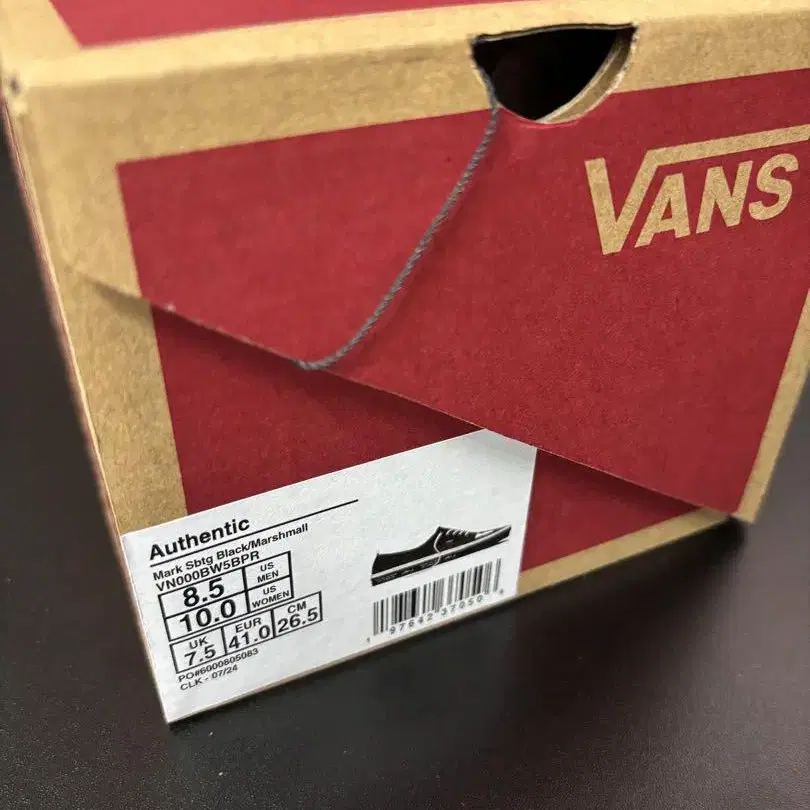 VANS
Authentic
Mark Sbtg Black/Marshmall
VN000BW5BPR
8.5 US MEN
10.0 US WOMEN
UK 7.5 EUR 41.0 CM 26.5
PO#6000805083
CLK - 07/24
1 97642 37050